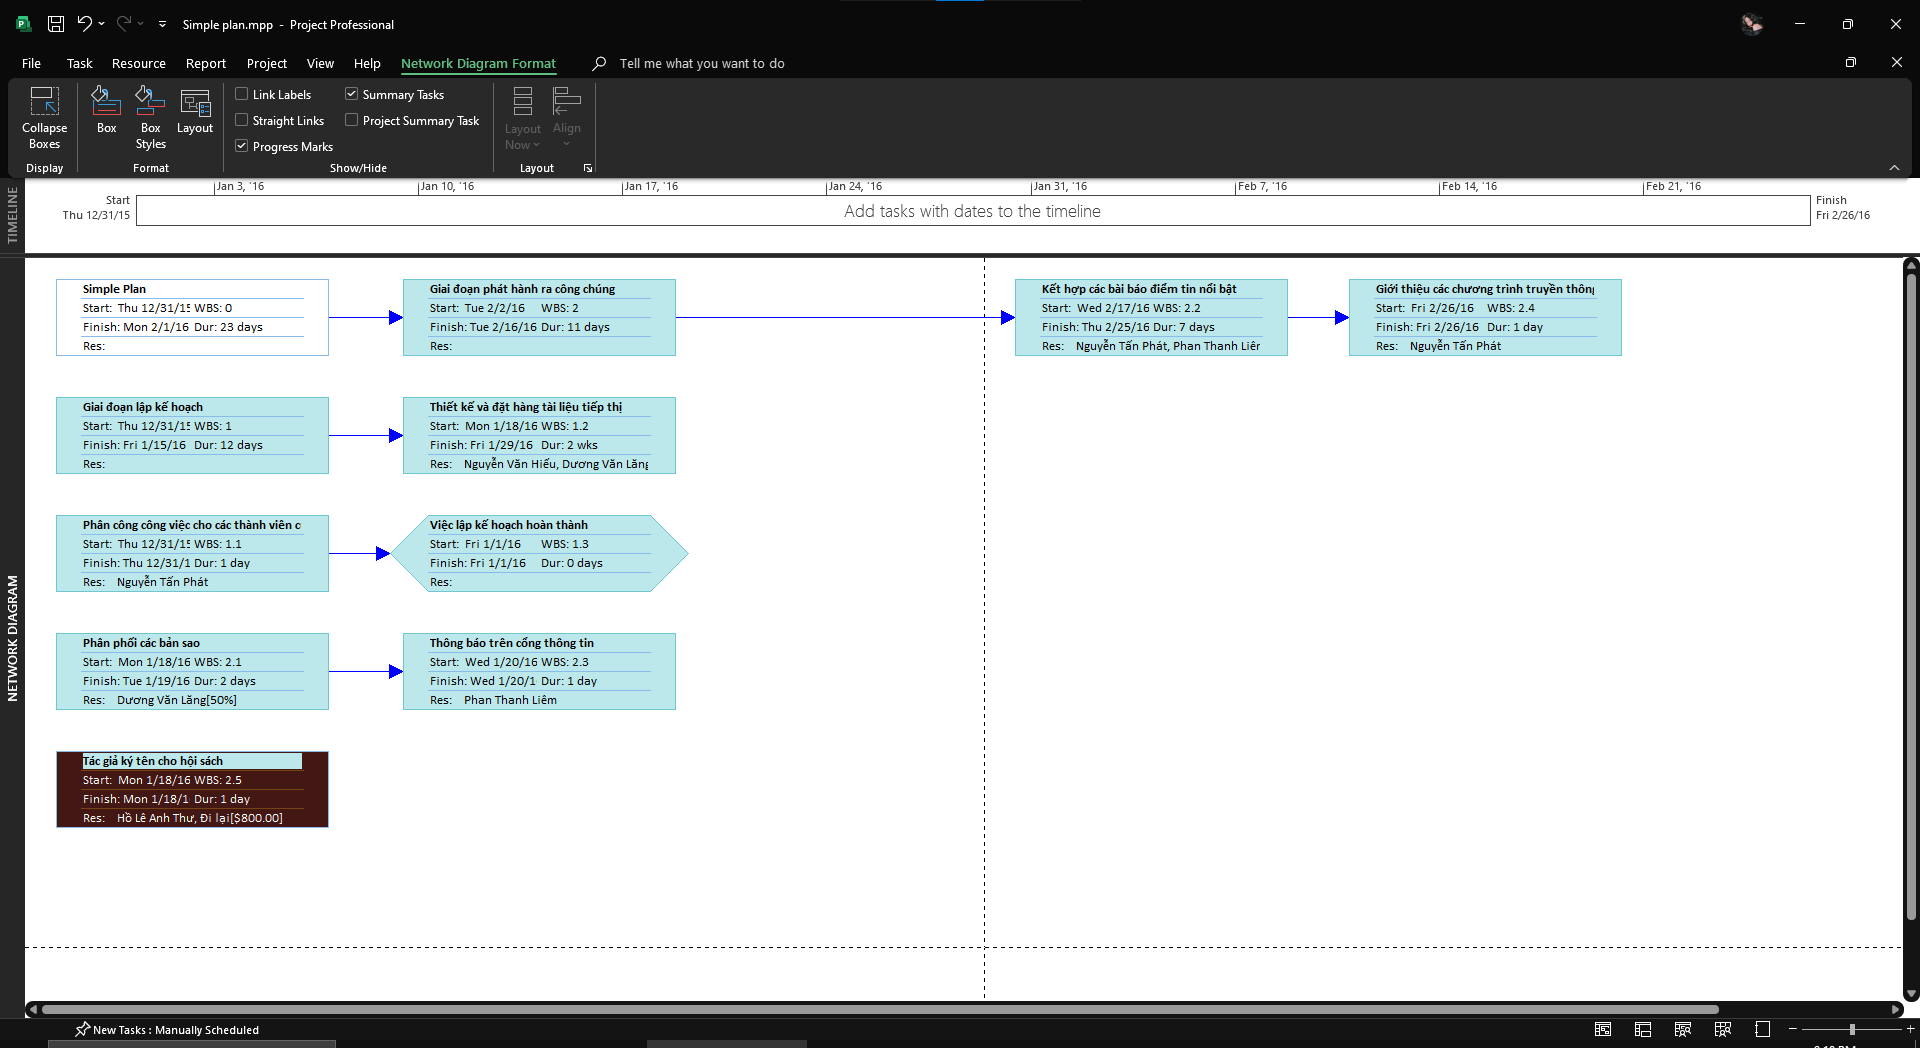 Simple plan.mpp - Project Professional
File Task Resource Report Project View Help Network Diagram Format Tell me what you want to do
Collapse Boxes
Display
Box
Box Styles
Layout
Format
Link Labels
Straight Links
Progress Marks
Summary Tasks
Project Summary Task
Show/Hide
Layout Now
Align
Layout
TIMELINE
Start
Thu 12/31/15
Jan 3, '16 Jan 10, '16 Jan 17, '16 Jan 24, '16 Jan 31, '16 Feb 7, '16 Feb 14, '16 Feb 21, '16
Add tasks with dates to the timeline
Finish
Fri 2/26/16
NETWORK DIAGRAM
Simple Plan
Start: Thu 12/31/15 WBS: 0
Finish: Mon 2/1/16 Dur: 23 days
Res:
Giai đoạn phát hành ra công chúng
Start: Tue 2/2/16 WBS: 2
Finish: Tue 2/16/16 Dur: 11 days
Res:
Kết hợp các bài báo điểm tin nổi bật
Start: Wed 2/17/16 WBS: 2.2
Finish: Thu 2/25/16 Dur: 7 days
Res: Nguyễn Tấn Phát, Phan Thanh Liêr
Giới thiệu các chương trình truyền thông
Start: Fri 2/26/16 WBS: 2.4
Finish: Fri 2/26/16 Dur: 1 day
Res: Nguyễn Tấn Phát
Giai đoạn lập kế hoạch
Start: Thu 12/31/15 WBS: 1
Finish: Fri 1/15/16 Dur: 12 days
Res:
Thiết kế và đặt hàng tài liệu tiếp thị
Start: Mon 1/18/16 WBS: 1.2
Finish: Fri 1/29/16 Dur: 2 wks
Res: Nguyễn Văn Hiếu, Dương Văn Lăng
Phân công công việc cho các thành viên c
Start: Thu 12/31/15 WBS: 1.1
Finish: Thu 12/31/1 Dur: 1 day
Res: Nguyễn Tấn Phát
Việc lập kế hoạch hoàn thành
Start: Fri 1/1/16 WBS: 1.3
Finish: Fri 1/1/16 Dur: 0 days
Res:
Phân phối các bản sao
Start: Mon 1/18/16 WBS: 2.1
Finish: Tue 1/19/16 Dur: 2 days
Res: Dương Văn Lăng[50%]
Thông báo trên cổng thông tin
Start: Wed 1/20/16 WBS: 2.3
Finish: Wed 1/20/1 Dur: 1 day
Res: Phan Thanh Liêm
Tác giả ký tên cho hội sách
Start: Mon 1/18/16 WBS: 2.5
Finish: Mon 1/18/1 Dur: 1 day
Res: Hồ Lê Anh Thư, Đi lại[$800.00]
New Tasks : Manually Scheduled